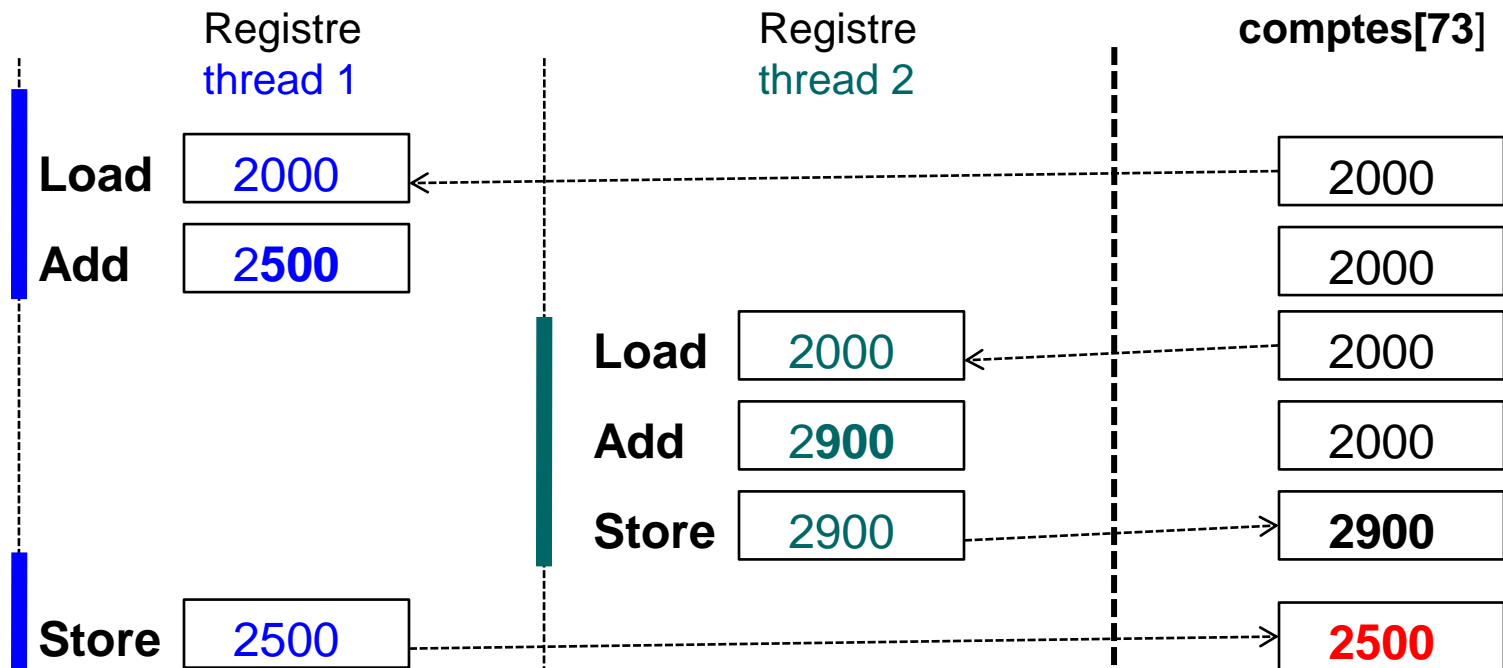 Registre Registre comptes[73]
thread 1 thread 2
Load 2000 2000
Add 2500 2000
Load 2000 2000
Add 2900 2000
Store 2900 2900
Store 2500 2500